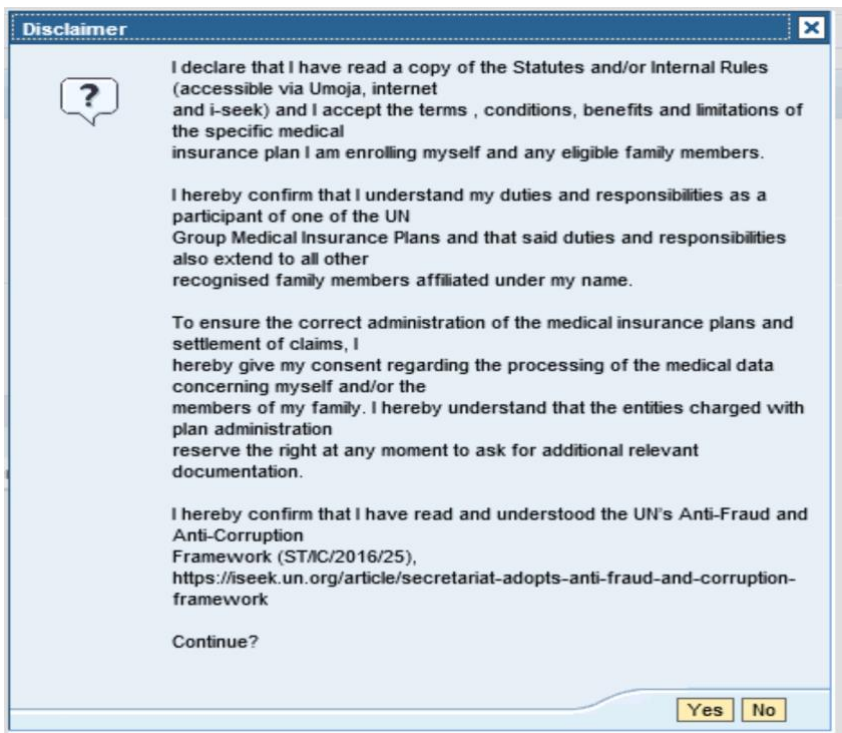 Disclaimer
?
I declare that I have read a copy of the Statutes and/or Internal Rules
(accessible via Umoja, internet
and i-seek) and I accept the terms , conditions, benefits and limitations of
the specific medical
insurance plan I am enrolling myself and any eligible family members.
I hereby confirm that I understand my duties and responsibilities as a
participant of one of the UN
Group Medical Insurance Plans and that said duties and responsibilities
also extend to all other
recognised family members affiliated under my name.
To ensure the correct administration of the medical insurance plans and
settlement of claims, I
hereby give my consent regarding the processing of the medical data
concerning myself and/or the
members of my family. I hereby understand that the entities charged with
plan administration
reserve the right at any moment to ask for additional relevant
documentation.
I hereby confirm that I have read and understood the UN's Anti-Fraud and
Anti-Corruption
Framework (ST/IC/2016/25),
https://iseek.un.org/article/secretariat-adopts-anti-fraud-and-corruption-
framework
Continue?
Yes No